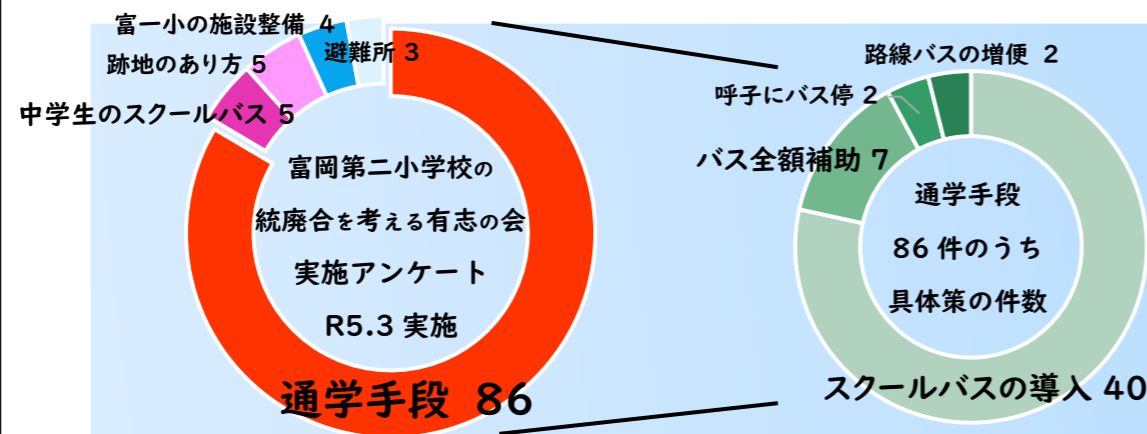 富一小の施設整備 4
避難所 3
跡地のあり方 5
中学生のスクールバス 5
富岡第二小学校の
統廃合を考える有志の会
実施アンケート
R5.3 実施
通学手段 86
路線バスの増便 2
呼子にバス停 2
バス全額補助 7
通学手段
86 件のうち
具体策の件数
スクールバスの導入 40